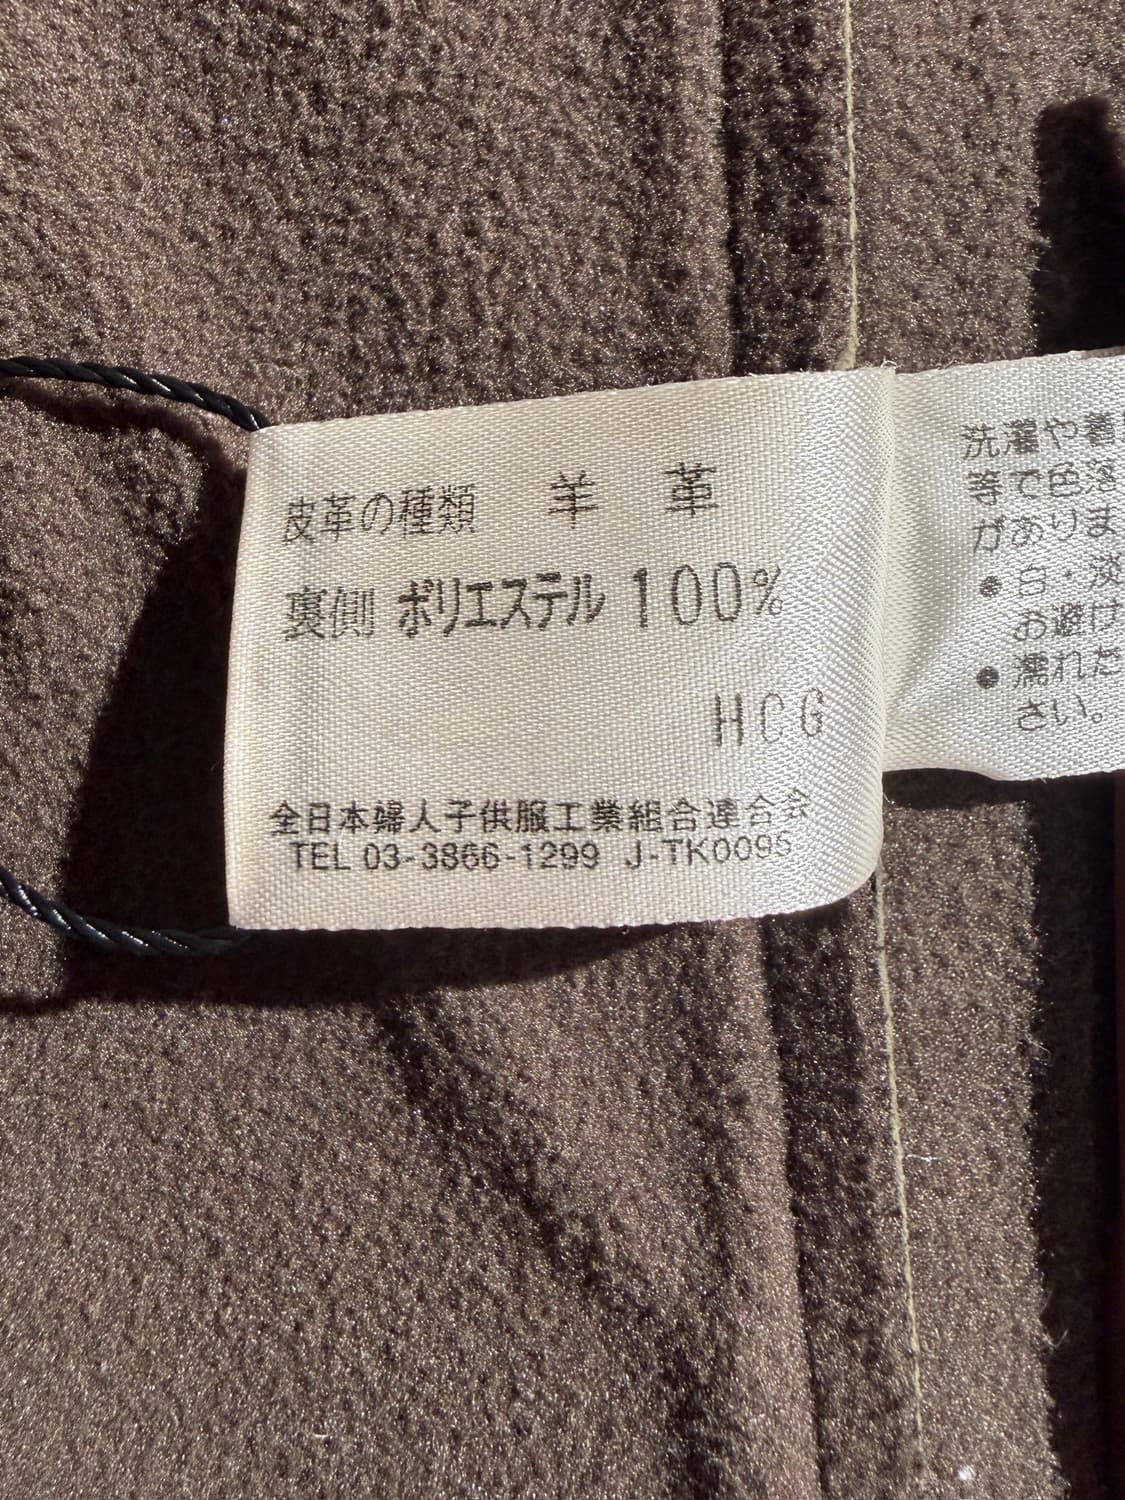 皮革の種類 羊 革
裏側 ポリエステル 100%
HCG
全日本婦人子供服工業組合連合会
TEL 03-3866-1299 J-TK0095
洗濯や着
等で色落
がありま
●白・淡
お避け
●濡れた
さい。